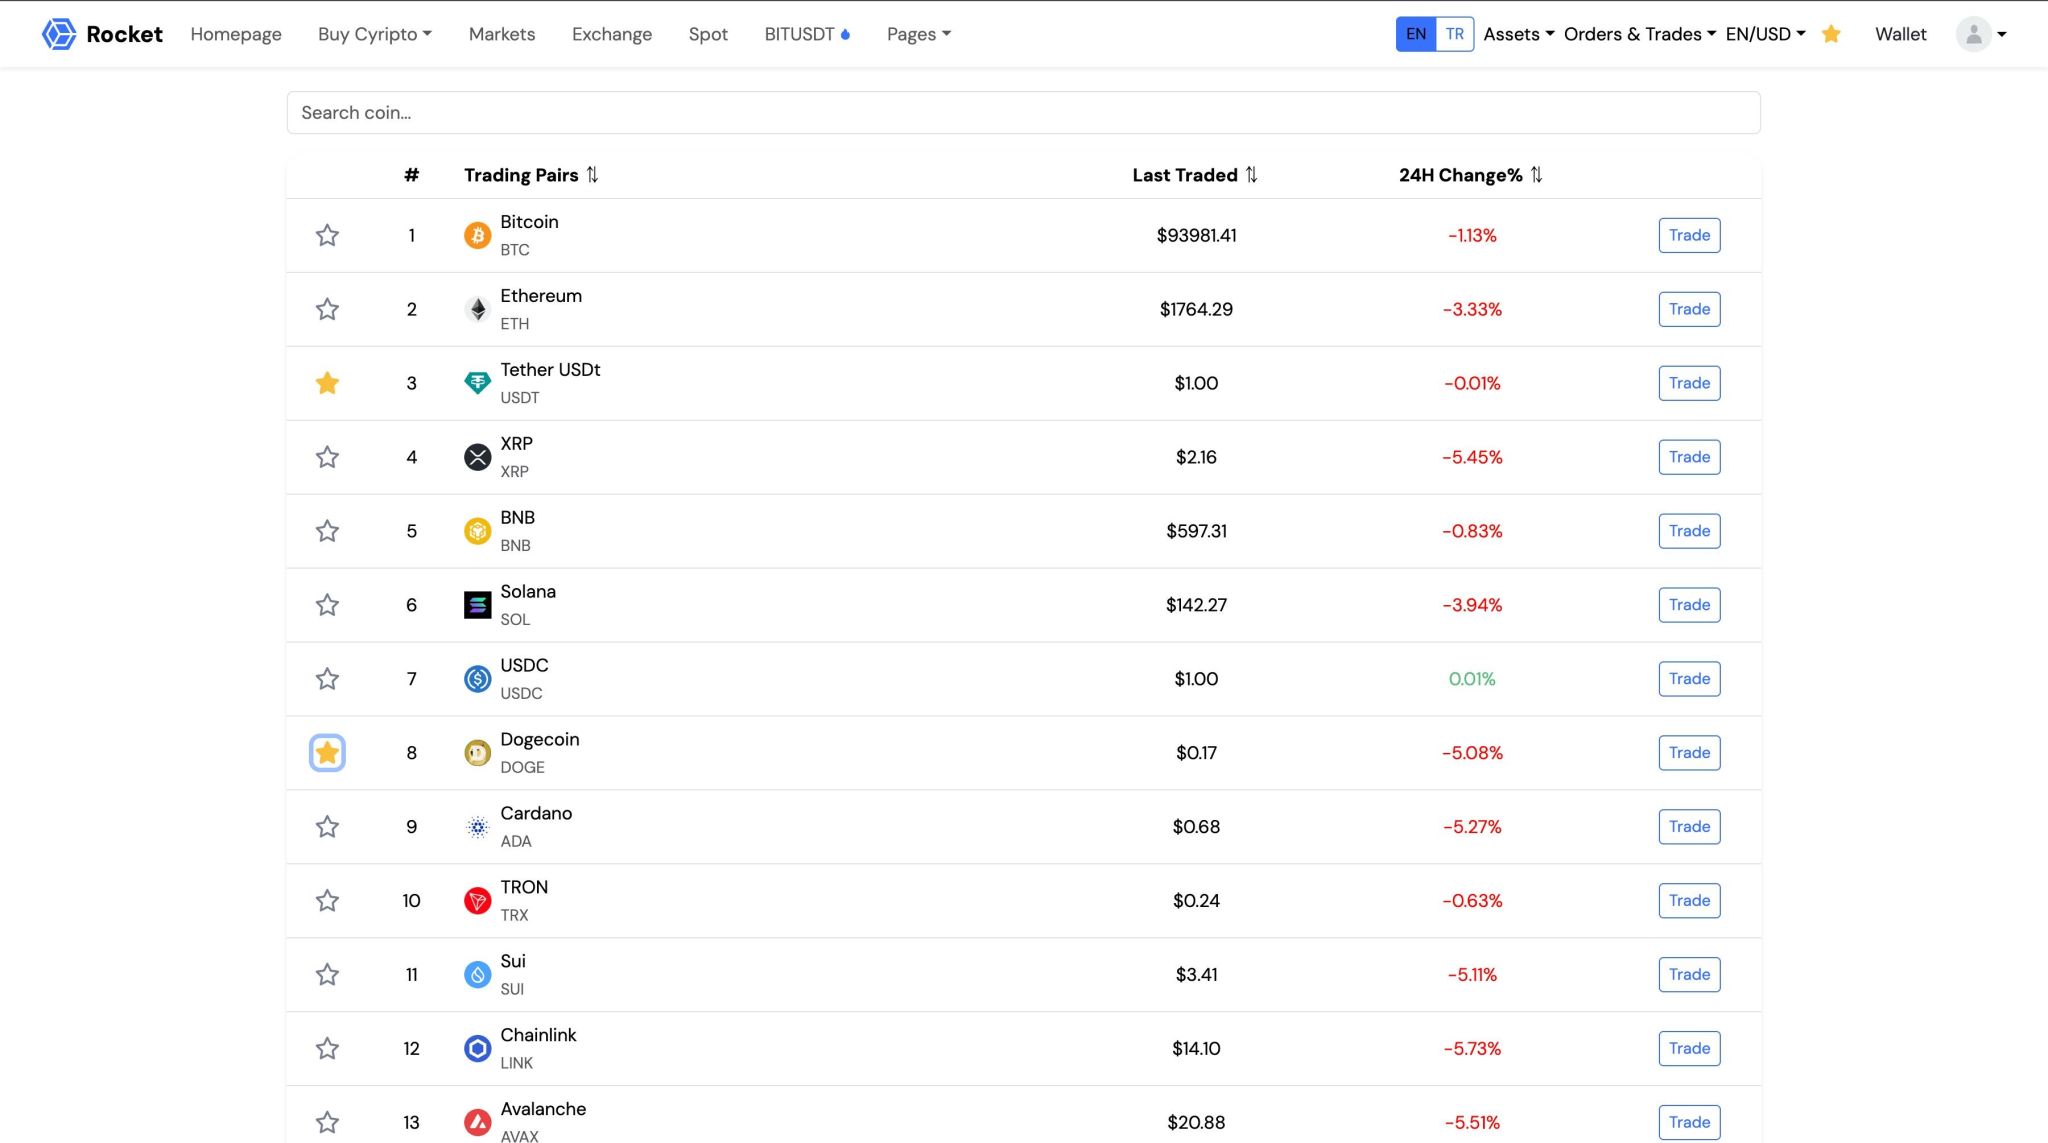 Rocket Homepage Buy Cyripto Markets Exchange Spot BITUSDT Pages EN TR Assets Orders & Trades EN/USD Wallet
Search coin...
# Trading Pairs Last Traded 24H Change%
1 Bitcoin BTC $93981.41 -1.13% Trade
2 Ethereum ETH $1764.29 -3.33% Trade
3 Tether USDt USDT $1.00 -0.01% Trade
4 XRP XRP $2.16 -5.45% Trade
5 BNB BNB $597.31 -0.83% Trade
6 Solana SOL $142.27 -3.94% Trade
7 USDC USDC $1.00 0.01% Trade
8 Dogecoin DOGE $0.17 -5.08% Trade
9 Cardano ADA $0.68 -5.27% Trade
10 TRON TRX $0.24 -0.63% Trade
11 Sui SUI $3.41 -5.11% Trade
12 Chainlink LINK $14.10 -5.73% Trade
13 Avalanche AVAX $20.88 -5.51% Trade